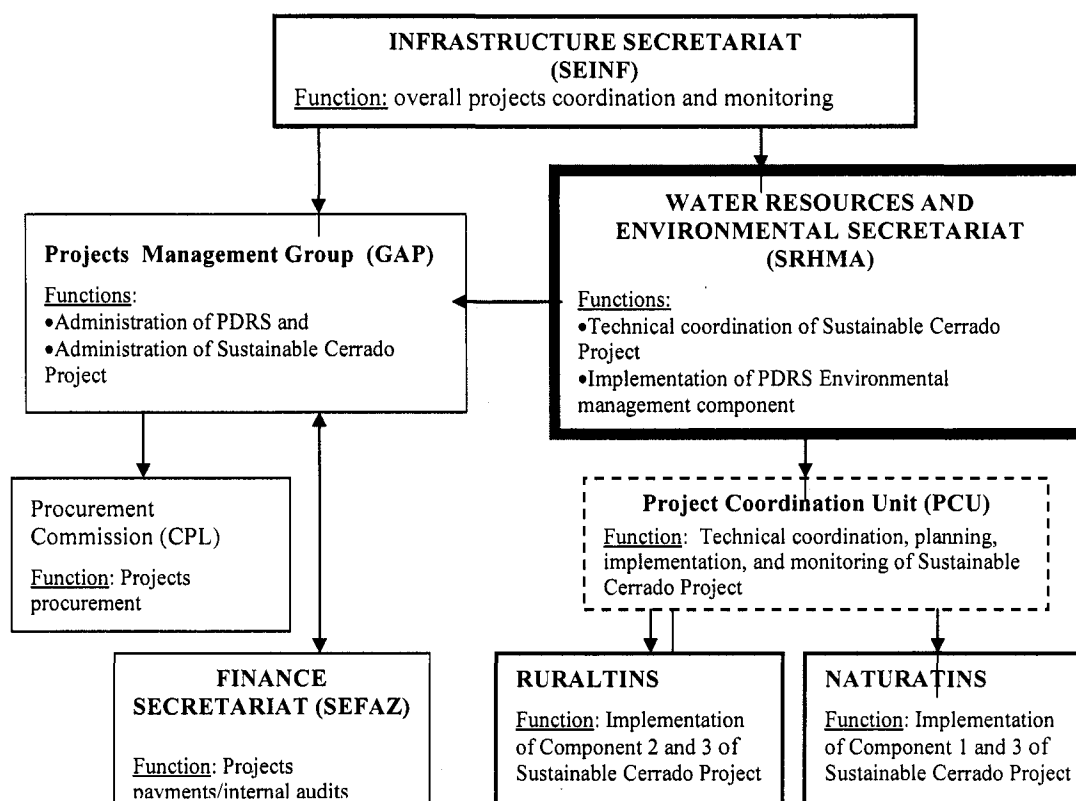 INFRASTRUCTURE SECRETARIAT
(SEINF)
Function: overall projects coordination and monitoring
WATER RESOURCES AND
ENVIRONMENTAL SECRETARIAT
(SRHMA)
Functions:
•Technical coordination of Sustainable Cerrado
Project
•Implementation of PDRS Environmental
management component
Projects Management Group (GAP)
Functions:
•Administration of PDRS and
•Administration of Sustainable Cerrado
Project
Procurement
Commission (CPL)
Function: Projects
procurement
Project Coordination Unit (PCU)
Function: Technical coordination, planning,
implementation, and monitoring of Sustainable
Cerrado Project
FINANCE
SECRETARIAT (SEFAZ)
Function: Projects
payments/internal audits
RURALTINS
Function: Implementation
of Component 2 and 3 of
Sustainable Cerrado Project
NATURATINS
Function: Implementation
of Component 1 and 3 of
Sustainable Cerrado Project